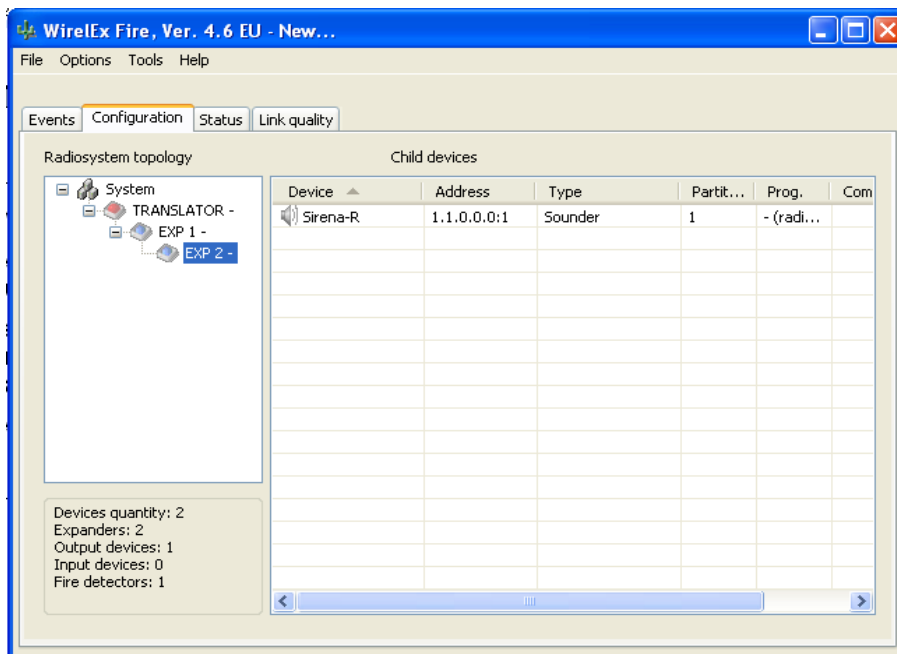 WirelEx Fire, Ver. 4.6 EU - New...
File Options Tools Help
Events Configuration Status Link quality
Radiosystem topology
Child devices
System
TRANSLATOR -
EXP 1 -
EXP 2 -
Device Address Type Partit... Prog. Com
Sirena-R 1.1.0.0.0:1 Sounder 1 - (radi...
Devices quantity: 2
Expanders: 2
Output devices: 1
Input devices: 0
Fire detectors: 1